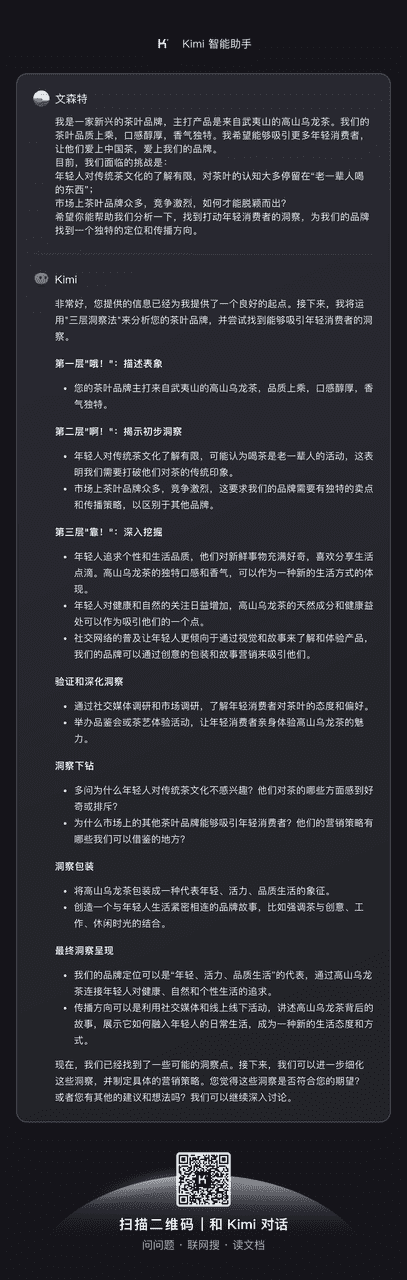 Kimi 智能助手
文森特
我是一家新兴的茶叶品牌，主打产品是来自武夷山的高山乌龙茶。我们的
茶叶品质上乘，口感醇厚，香气独特。我希望能够吸引更多年轻消费者，
让他们爱上中国茶，爱上我们的品牌。
目前，我们面临的挑战是：
年轻人对传统茶文化的了解有限，对茶叶的认知大多停留在“老一辈人喝
的东西”；
市场上茶叶品牌众多，竞争激烈，如何才能脱颖而出？
希望你能帮助我们分析一下，找到打动年轻消费者的洞察，为我们的品牌
找到一个独特的定位和传播方向。
Kimi
非常好，您提供的信息已经为我提供了一个良好的起点。接下来，我将运
用"三层洞察法"来分析您的茶叶品牌，并尝试找到能够吸引年轻消费者的洞
察。
第一层"哦！"：描述表象
• 您的茶叶品牌主打来自武夷山的高山乌龙茶，品质上乘，口感醇厚，香
气独特。
第二层"啊！"：揭示初步洞察
• 年轻人对传统茶文化了解有限，可能认为喝茶是老一辈人的活动，这表
明我们需要打破他们对茶的传统印象。
• 市场上茶叶品牌众多，竞争激烈，这要求我们的品牌需要有独特的卖点
和传播策略，以区别于其他品牌。
第三层"靠！"：深入挖掘
• 年轻人追求个性和生活品质，他们对新鲜事物充满好奇，喜欢分享生活
点滴。高山乌龙茶的独特口感和香气，可以作为一种新的生活方式的体
现。
• 年轻人对健康和自然的关注日益增加，高山乌龙茶的天然成分和健康益
处可以作为吸引他们的一个点。
• 社交网络的普及让年轻人更倾向于通过视觉和故事来了解和体验产品，
我们的品牌可以通过创意的包装和故事营销来吸引他们。
验证和深化洞察
• 通过社交媒体调研和市场调研，了解年轻消费者对茶叶的态度和偏好。
• 举办品鉴会或茶艺体验活动，让年轻消费者亲身体验高山乌龙茶的魅
力。
洞察下钻
• 多问为什么年轻人对传统茶文化不感兴趣？他们对茶的哪些方面感到好
奇或排斥？
• 为什么市场上的其他茶叶品牌能够吸引年轻消费者？他们的营销策略有
哪些我们可以借鉴的地方？
洞察包装
• 将高山乌龙茶包装成一种代表年轻、活力、品质生活的象征。
• 创造一个与年轻人生活紧密相连的品牌故事，比如强调茶与创意、工
作、休闲时光的结合。
最终洞察呈现
• 我们的品牌定位可以是“年轻、活力、品质生活”的代表，通过高山乌龙
茶连接年轻人对健康、自然和个性生活的追求。
• 传播方向可以是利用社交媒体和线上线下活动，讲述高山乌龙茶背后的
故事，展示它如何融入年轻人的日常生活，成为一种新的生活态度和方
式。
现在，我们已经找到了一些可能的洞察点。接下来，我们可以进一步细化
这些洞察，并制定具体的营销策略。您觉得这些洞察是否符合您的期望？
或者您有其他的建议和想法吗？我们可以继续深入讨论。
扫描二维码｜和 Kimi 对话
问问题 · 联网搜 · 读文档